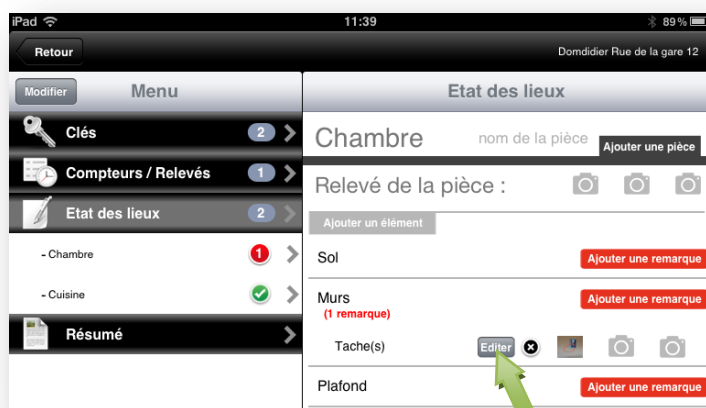 iPad 11:39 89 %
Retour Domdidier Rue de la gare 12
Modifier Menu Etat des lieux
Clés 2
Chambre nom de la pièce Ajouter une pièce
Compteurs / Relevés 1
Relevé de la pièce :
Etat des lieux 2
Ajouter un élément
- Chambre 1
Sol Ajouter une remarque
- Cuisine
Murs Ajouter une remarque
(1 remarque)
Résumé
Tache(s) Editer
Plafond Ajouter une remarque